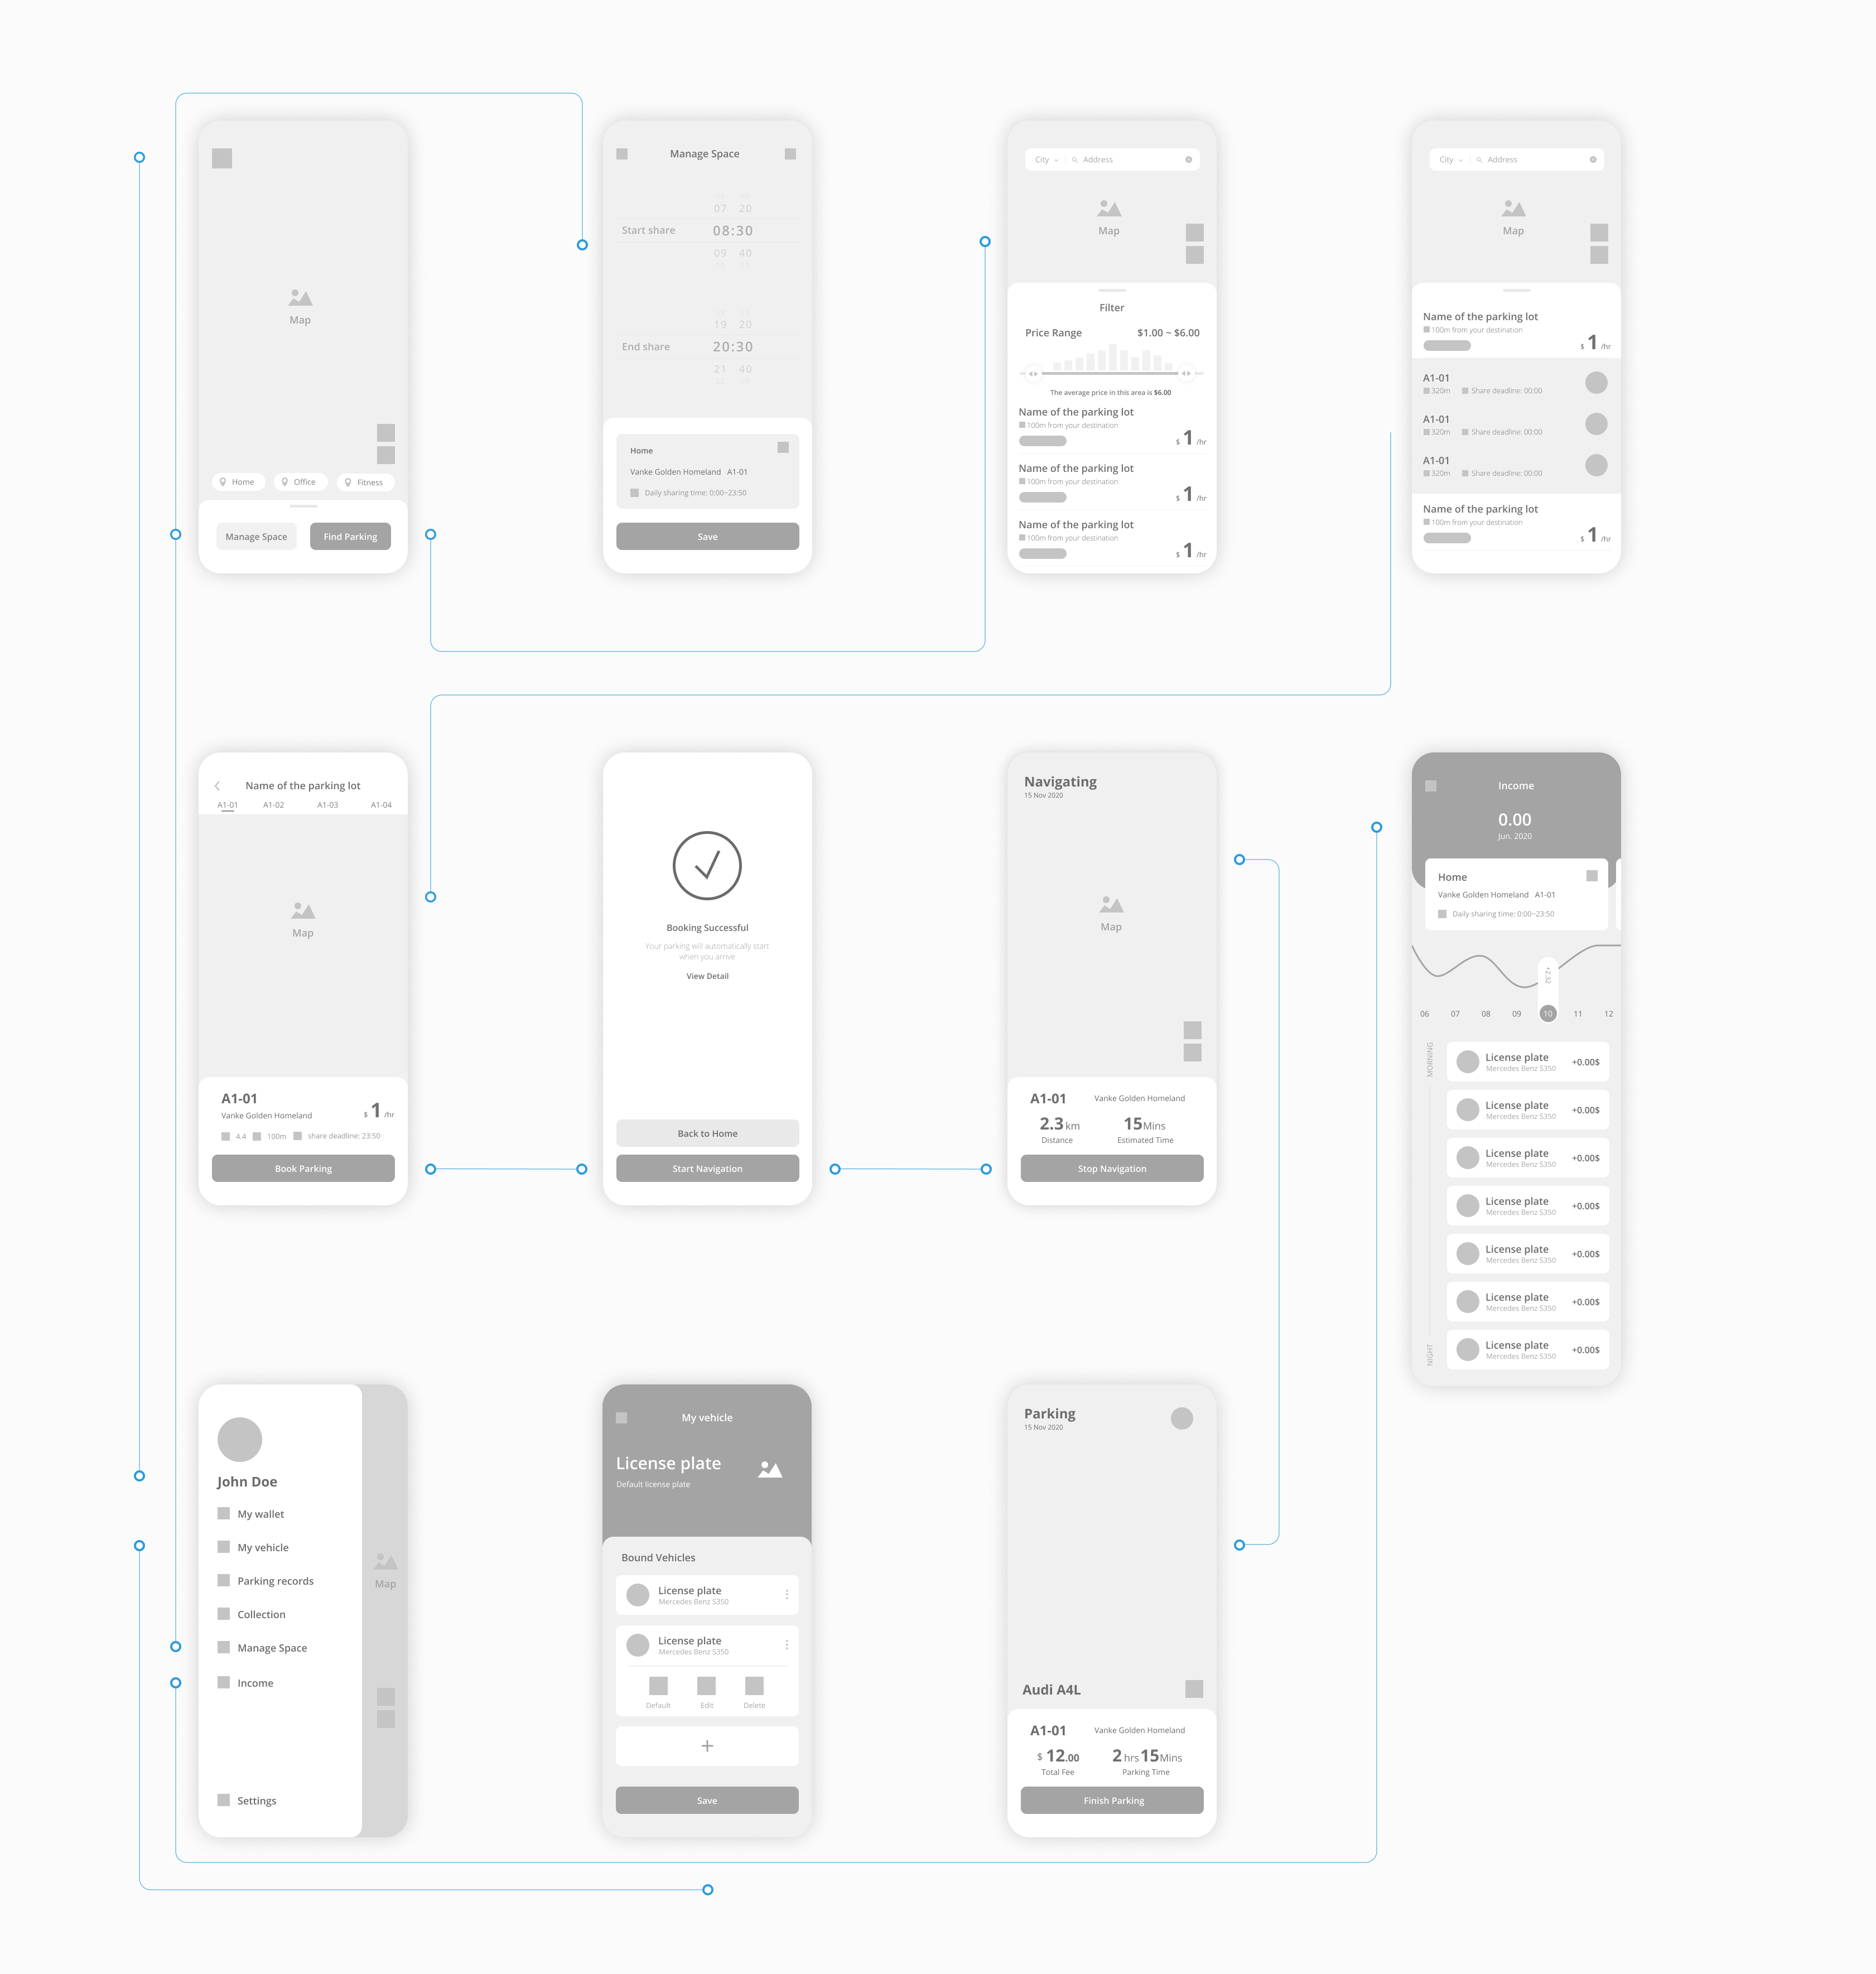 Map
Home Office Fitness
Manage Space Find Parking
Manage Space
07 20
Start share 08:30
09 40
19 20
End share 20:30
21 40
Home
Vanke Golden Homeland A1-01
Daily sharing time: 0:00~23:50
Save
City Address
Map
Filter
Price Range $1.00 ~ $6.00
The average price in this area is $6.00
Name of the parking lot
100m from your destination
$ 1 /hr
Name of the parking lot
100m from your destination
$ 1 /hr
Name of the parking lot
100m from your destination
$ 1 /hr
City Address
Map
Name of the parking lot
100m from your destination
$ 1 /hr
A1-01
320m Share deadline: 00:00
A1-01
320m Share deadline: 00:00
A1-01
320m Share deadline: 00:00
Name of the parking lot
100m from your destination
$ 1 /hr
Name of the parking lot
A1-01 A1-02 A1-03 A1-04
Map
A1-01
Vanke Golden Homeland $ 1 /hr
4.4 100m share deadline: 23:50
Book Parking
Booking Successful
Your parking will automatically start
when you arrive
View Detail
Back to Home
Start Navigation
Navigating
15 Nov 2020
Map
A1-01 Vanke Golden Homeland
2.3 km 15Mins
Distance Estimated Time
Stop Navigation
Income
0.00
Jun. 2020
Home
Vanke Golden Homeland A1-01
Daily sharing time: 0:00~23:50
+2.32
06 07 08 09 10 11 12
MORNING
License plate
Mercedes Benz S350
+0.00$
License plate
Mercedes Benz S350
+0.00$
License plate
Mercedes Benz S350
+0.00$
License plate
Mercedes Benz S350
+0.00$
License plate
Mercedes Benz S350
+0.00$
License plate
Mercedes Benz S350
+0.00$
License plate
Mercedes Benz S350
+0.00$
NIGHT
John Doe
My wallet
My vehicle
Parking records
Collection
Manage Space
Income
Settings
Map
My vehicle
License plate
Default license plate
Bound Vehicles
License plate
Mercedes Benz S350
License plate
Mercedes Benz S350
Default Edit Delete
+
Save
Parking
15 Nov 2020
Audi A4L
A1-01 Vanke Golden Homeland
$ 12.00 2 hrs 15Mins
Total Fee Parking Time
Finish Parking